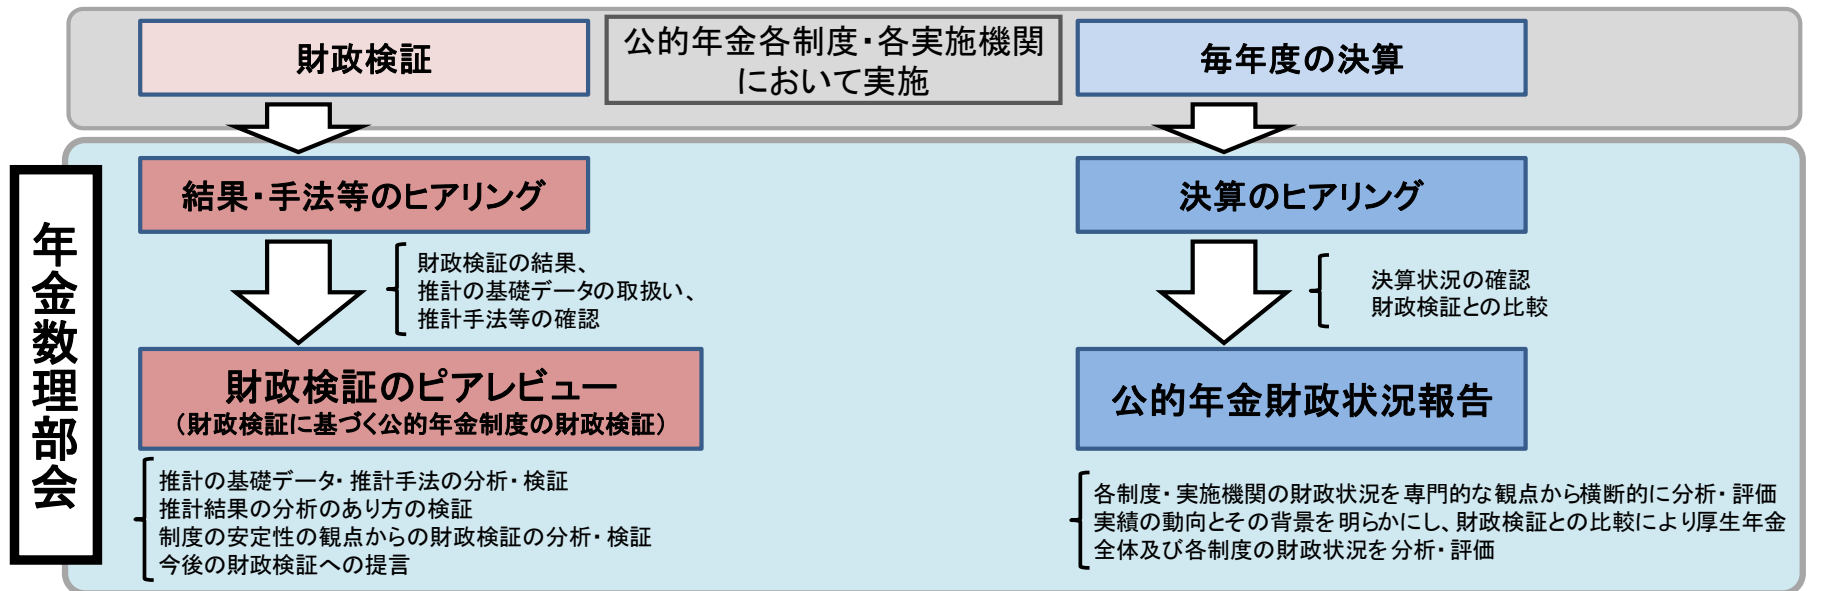 財政検証
公的年金各制度・各実施機関
において実施
毎年度の決算
年金数理部会
結果・手法等のヒアリング
財政検証の結果、
推計の基礎データの取扱い、
推計手法等の確認
財政検証のピアレビュー
（財政検証に基づく公的年金制度の財政検証）
推計の基礎データ・推計手法の分析・検証
推計結果の分析のあり方の検証
制度の安定性の観点からの財政検証の分析・検証
今後の財政検証への提言
決算のヒアリング
決算状況の確認
財政検証との比較
公的年金財政状況報告
各制度・実施機関の財政状況を専門的な観点から横断的に分析・評価
実績の動向とその背景を明らかにし、財政検証との比較により厚生年金
全体及び各制度の財政状況を分析・評価